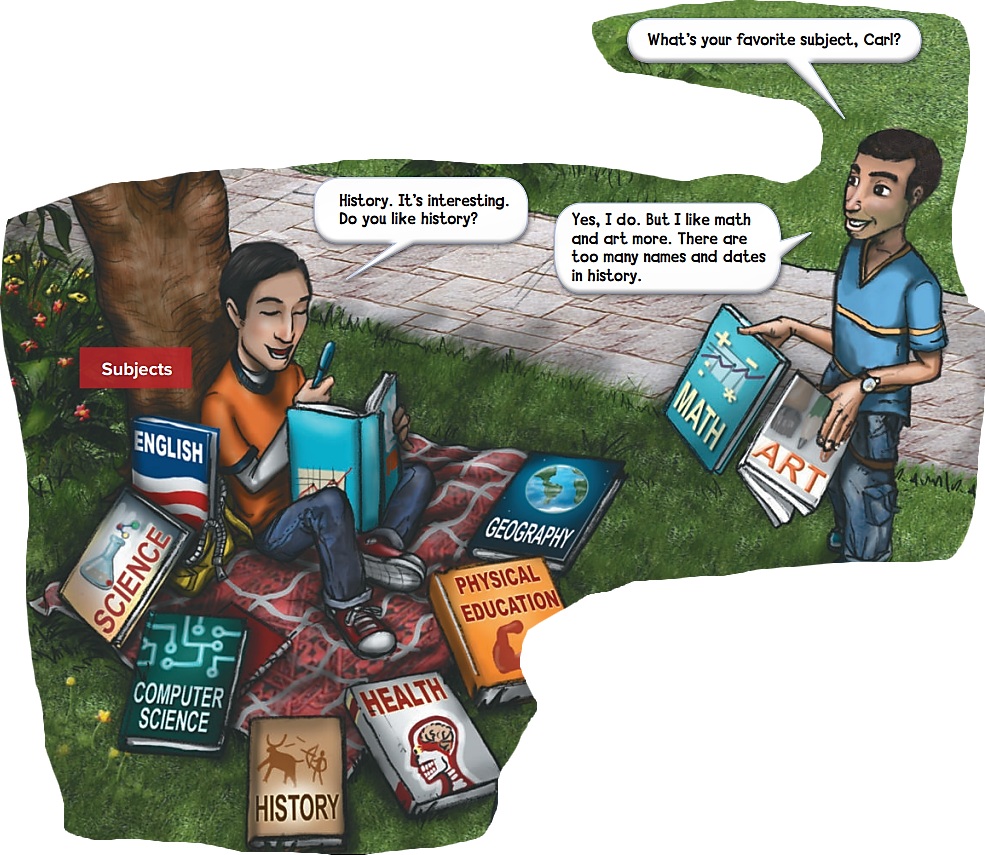 What's your favorite subject, Carl?
History. It's interesting.
Do you like history?
Yes, I do. But I like math
and art more. There are
too many names and dates
in history.
Subjects
MATH
ART
ENGLISH
SCIENCE
GEOGRAPHY
PHYSICAL
EDUCATION
COMPUTER
SCIENCE
HEALTH
HISTORY